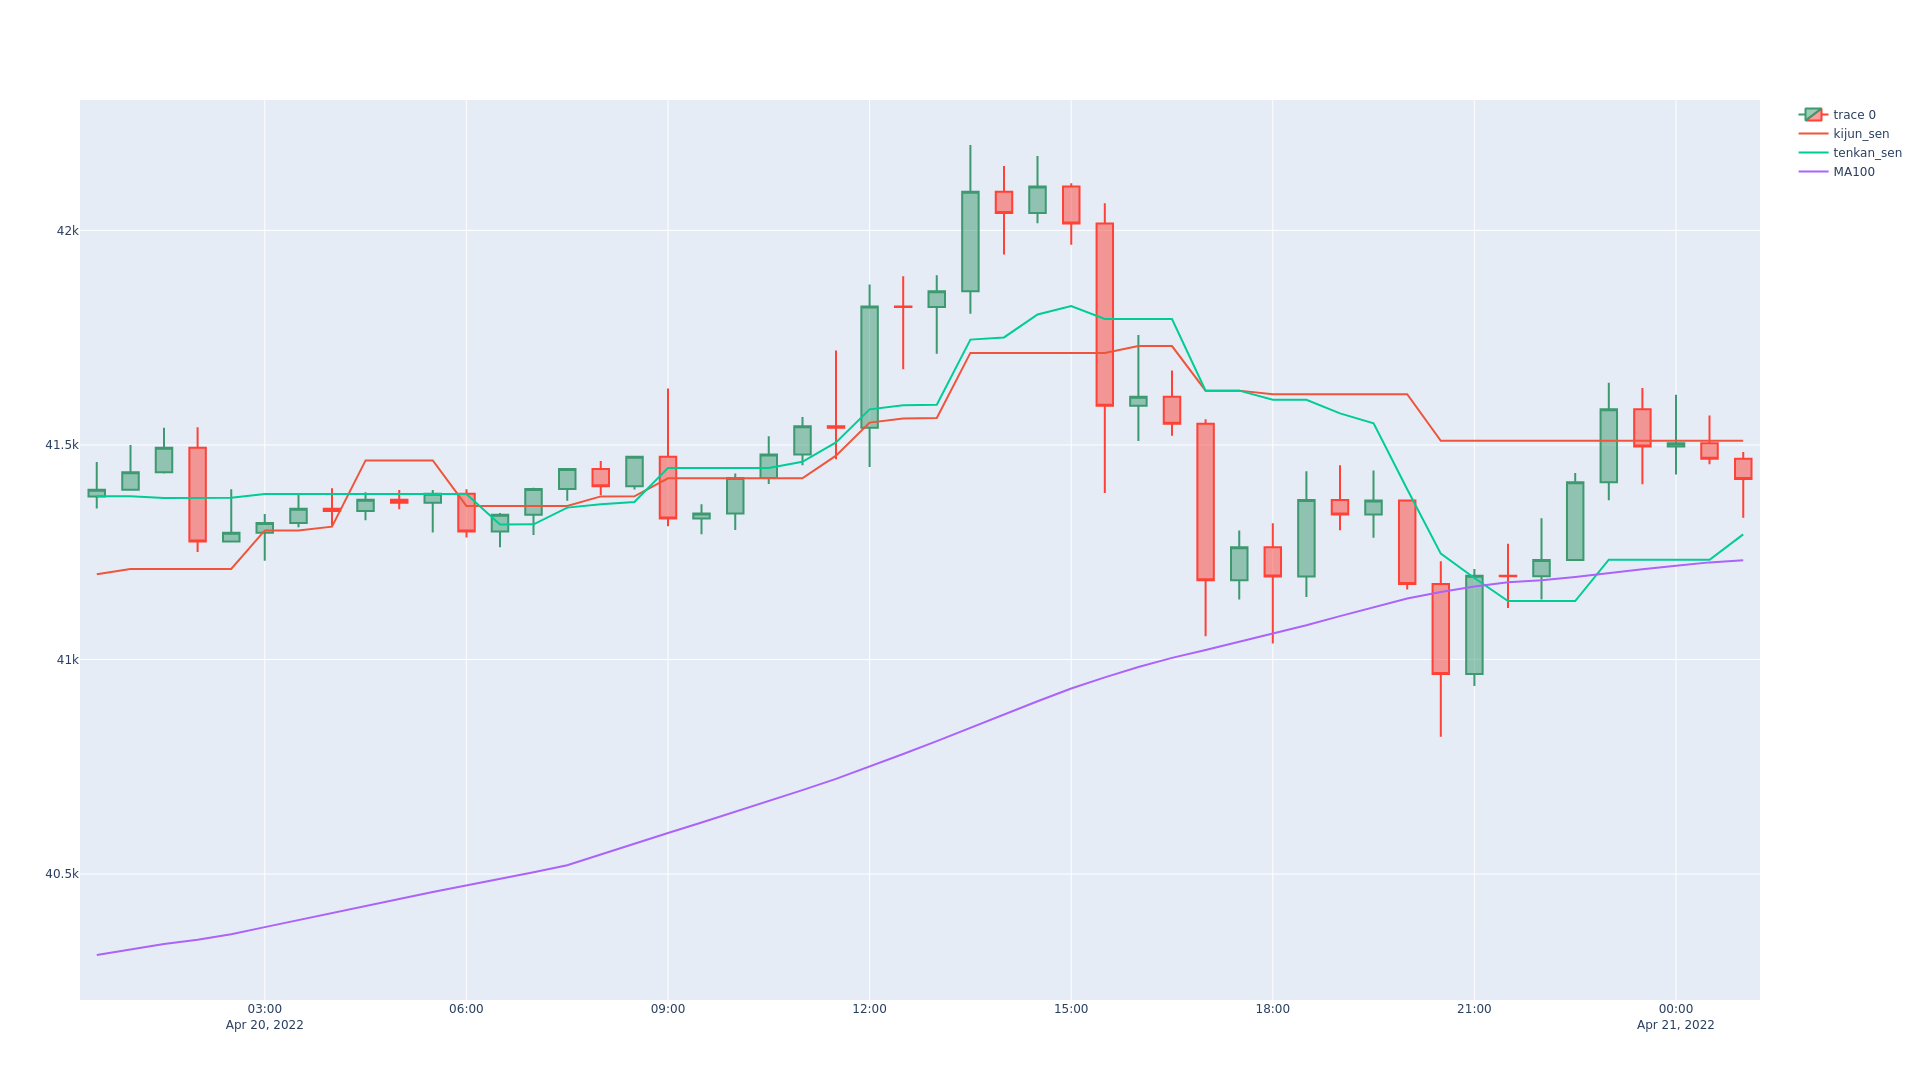 trace 0
kijun_sen
tenkan_sen
MA100
42k
41.5k
41k
40.5k
03:00 06:00 09:00 12:00 15:00 18:00 21:00 00:00
Apr 20, 2022 Apr 21, 2022